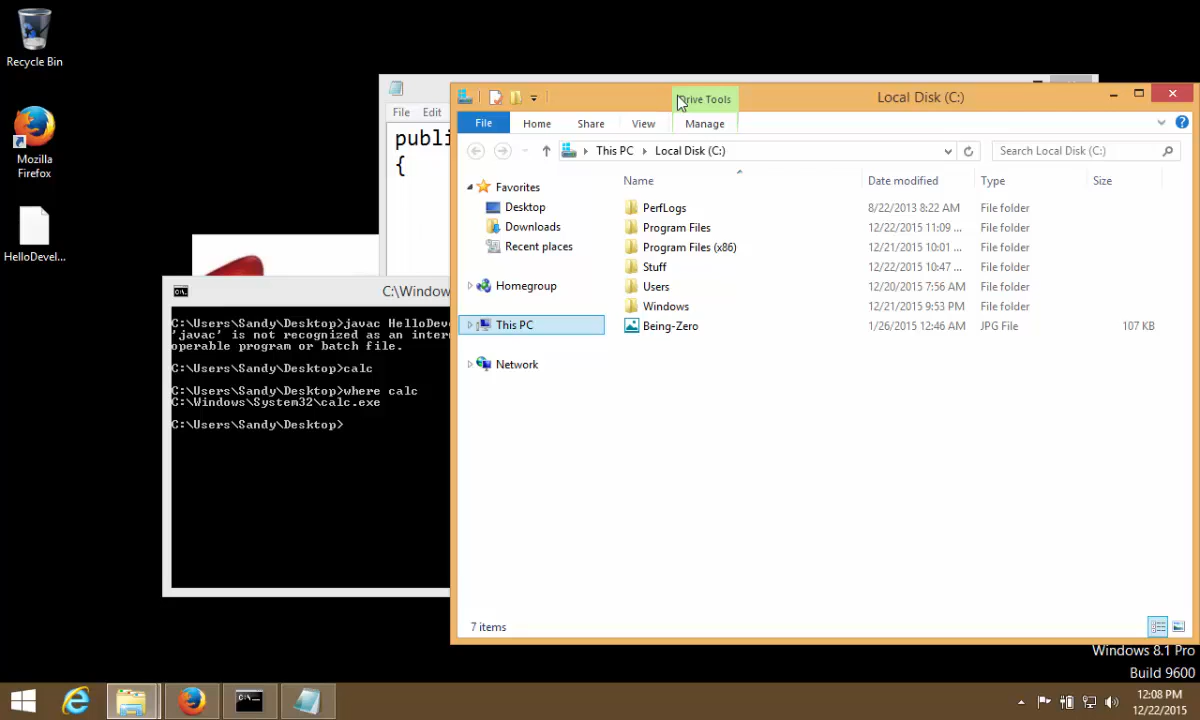 Recycle Bin
Mozilla
Firefox
HelloDevel...
File Edit
publi
{
C:\Window
C:\Users\Sandy\Desktop>javac HelloDeve
'javac' is not recognized as an inter
operable program or batch file.
C:\Users\Sandy\Desktop>calc
C:\Users\Sandy\Desktop>where calc
C:\Windows\System32\calc.exe
C:\Users\Sandy\Desktop>
Drive Tools
Local Disk (C:)
File Home Share View Manage
This PC Local Disk (C:)
Search Local Disk (C:)
Favorites
Desktop
Downloads
Recent places
Homegroup
This PC
Network
Name Date modified Type Size
PerfLogs 8/22/2013 8:22 AM File folder
Program Files 12/22/2015 11:09 ... File folder
Program Files (x86) 12/21/2015 10:01 ... File folder
Stuff 12/22/2015 10:47 ... File folder
Users 12/20/2015 7:56 AM File folder
Windows 12/21/2015 9:53 PM File folder
Being-Zero 1/26/2015 12:46 AM JPG File 107 KB
7 items
Windows 8.1 Pro
Build 9600
12:08 PM
12/22/2015